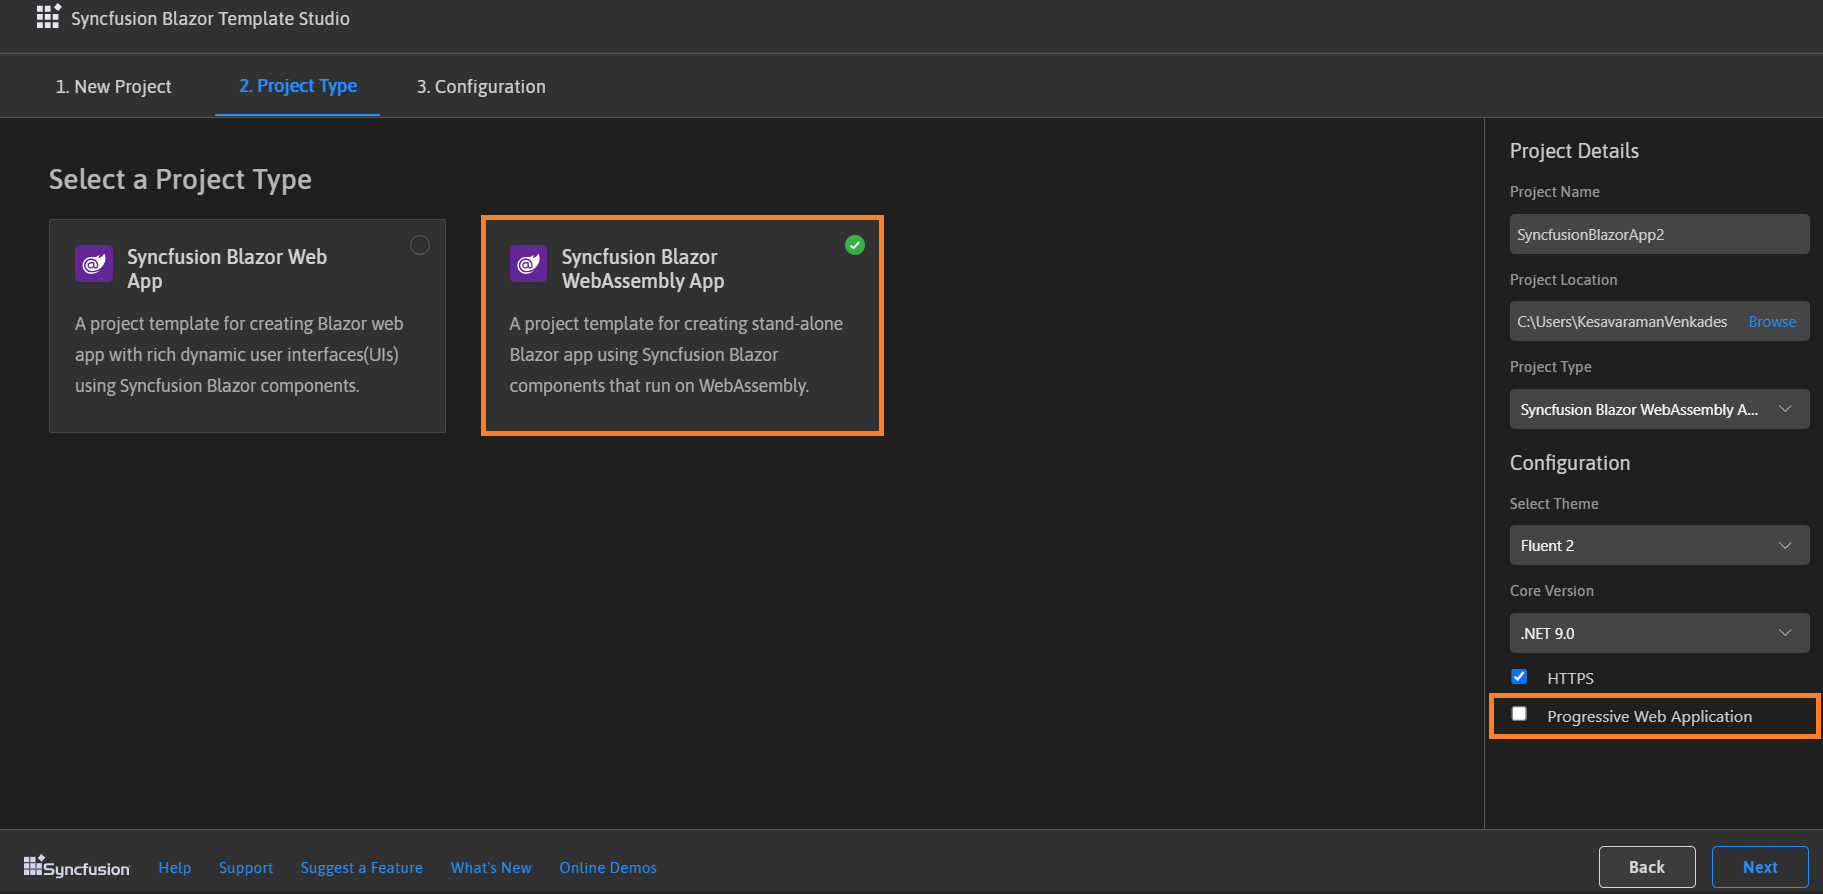 Syncfusion Blazor Template Studio
1. New Project
2. Project Type
3. Configuration
Select a Project Type
Syncfusion Blazor Web
App
A project template for creating Blazor web
app with rich dynamic user interfaces(UIs)
using Syncfusion Blazor components.
Syncfusion Blazor
WebAssembly App
A project template for creating stand-alone
Blazor app using Syncfusion Blazor
components that run on WebAssembly.
Project Details
Project Name
SyncfusionBlazorApp2
Project Location
C:\Users\KesavaramanVenkades
Browse
Project Type
Syncfusion Blazor WebAssembly A...
Configuration
Select Theme
Fluent 2
Core Version
.NET 9.0
HTTPS
Progressive Web Application
Syncfusion
Help
Support
Suggest a Feature
What's New
Online Demos
Back
Next